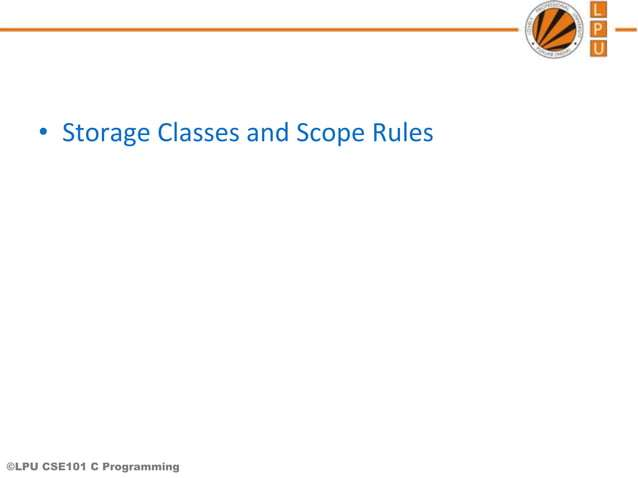 L
P
U
• Storage Classes and Scope Rules
©LPU CSE101 C Programming